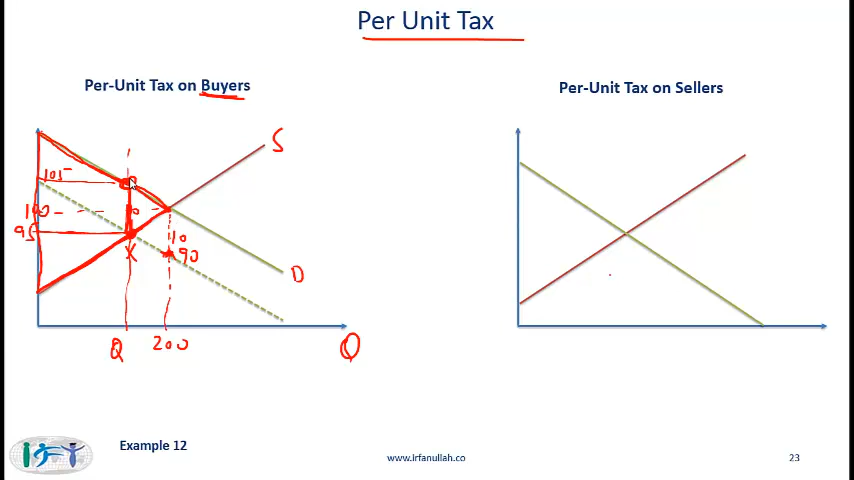 Per Unit Tax
Per-Unit Tax on Buyers
Per-Unit Tax on Sellers
S
105
100
95
10
90
X
D
Q
200
Q
Example 12
www.irfanullah.co
23